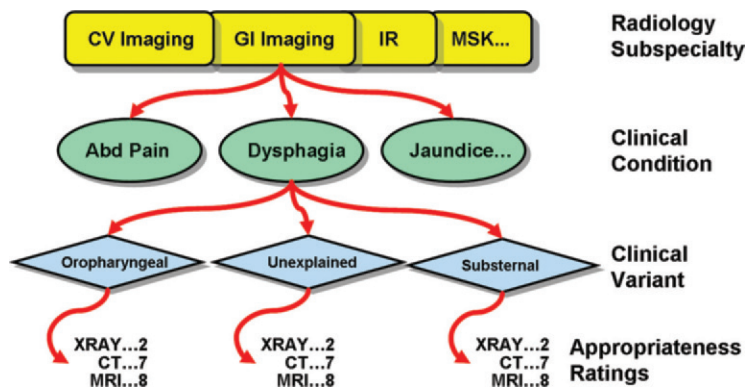 CV Imaging GI Imaging IR MSK...
Radiology
Subspecialty
Abd Pain Dysphagia Jaundice...
Clinical
Condition
Oropharyngeal Unexplained Substernal
Clinical
Variant
XRAY...2 XRAY...2 XRAY...2
CT...7 CT...7 CT...7
MRI...8 MRI...8 MRI...8
Appropriateness
Ratings